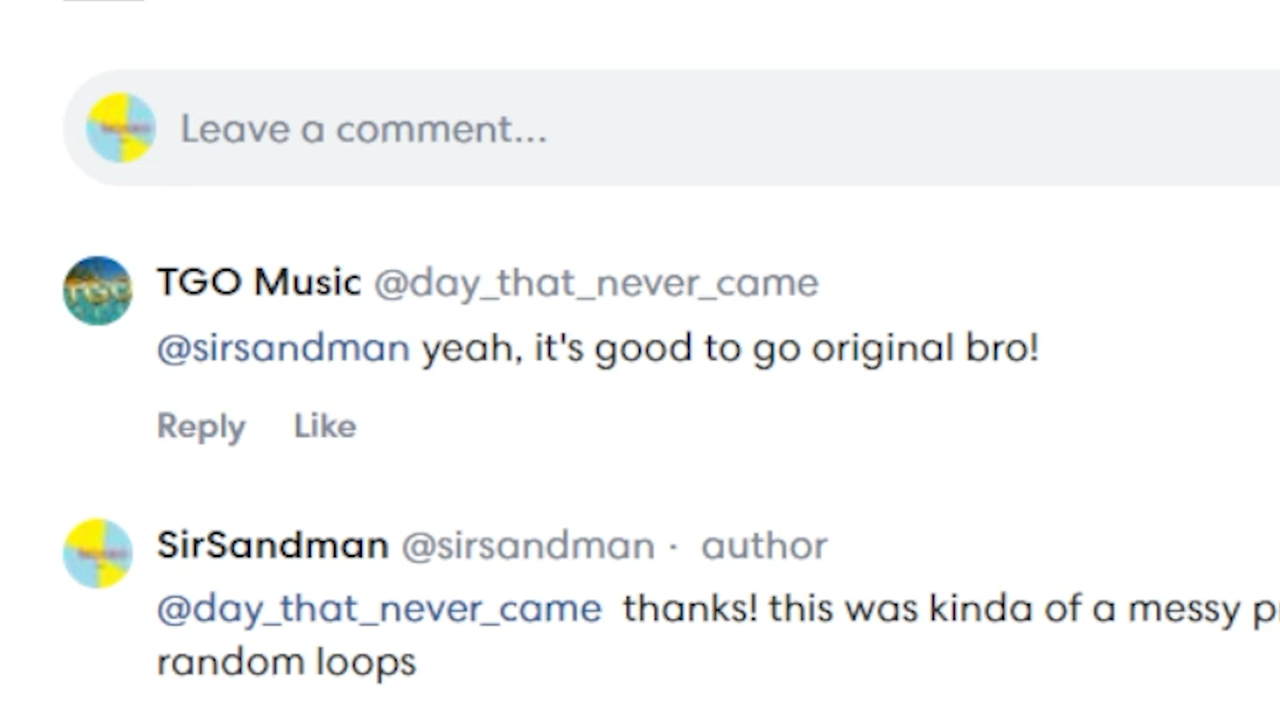 Leave a comment...
TGO Music @day_that_never_came
@sirsandman yeah, it's good to go original bro!
Reply Like
SirSandman @sirsandman · author
@day_that_never_came thanks! this was kinda of a messy
random loops